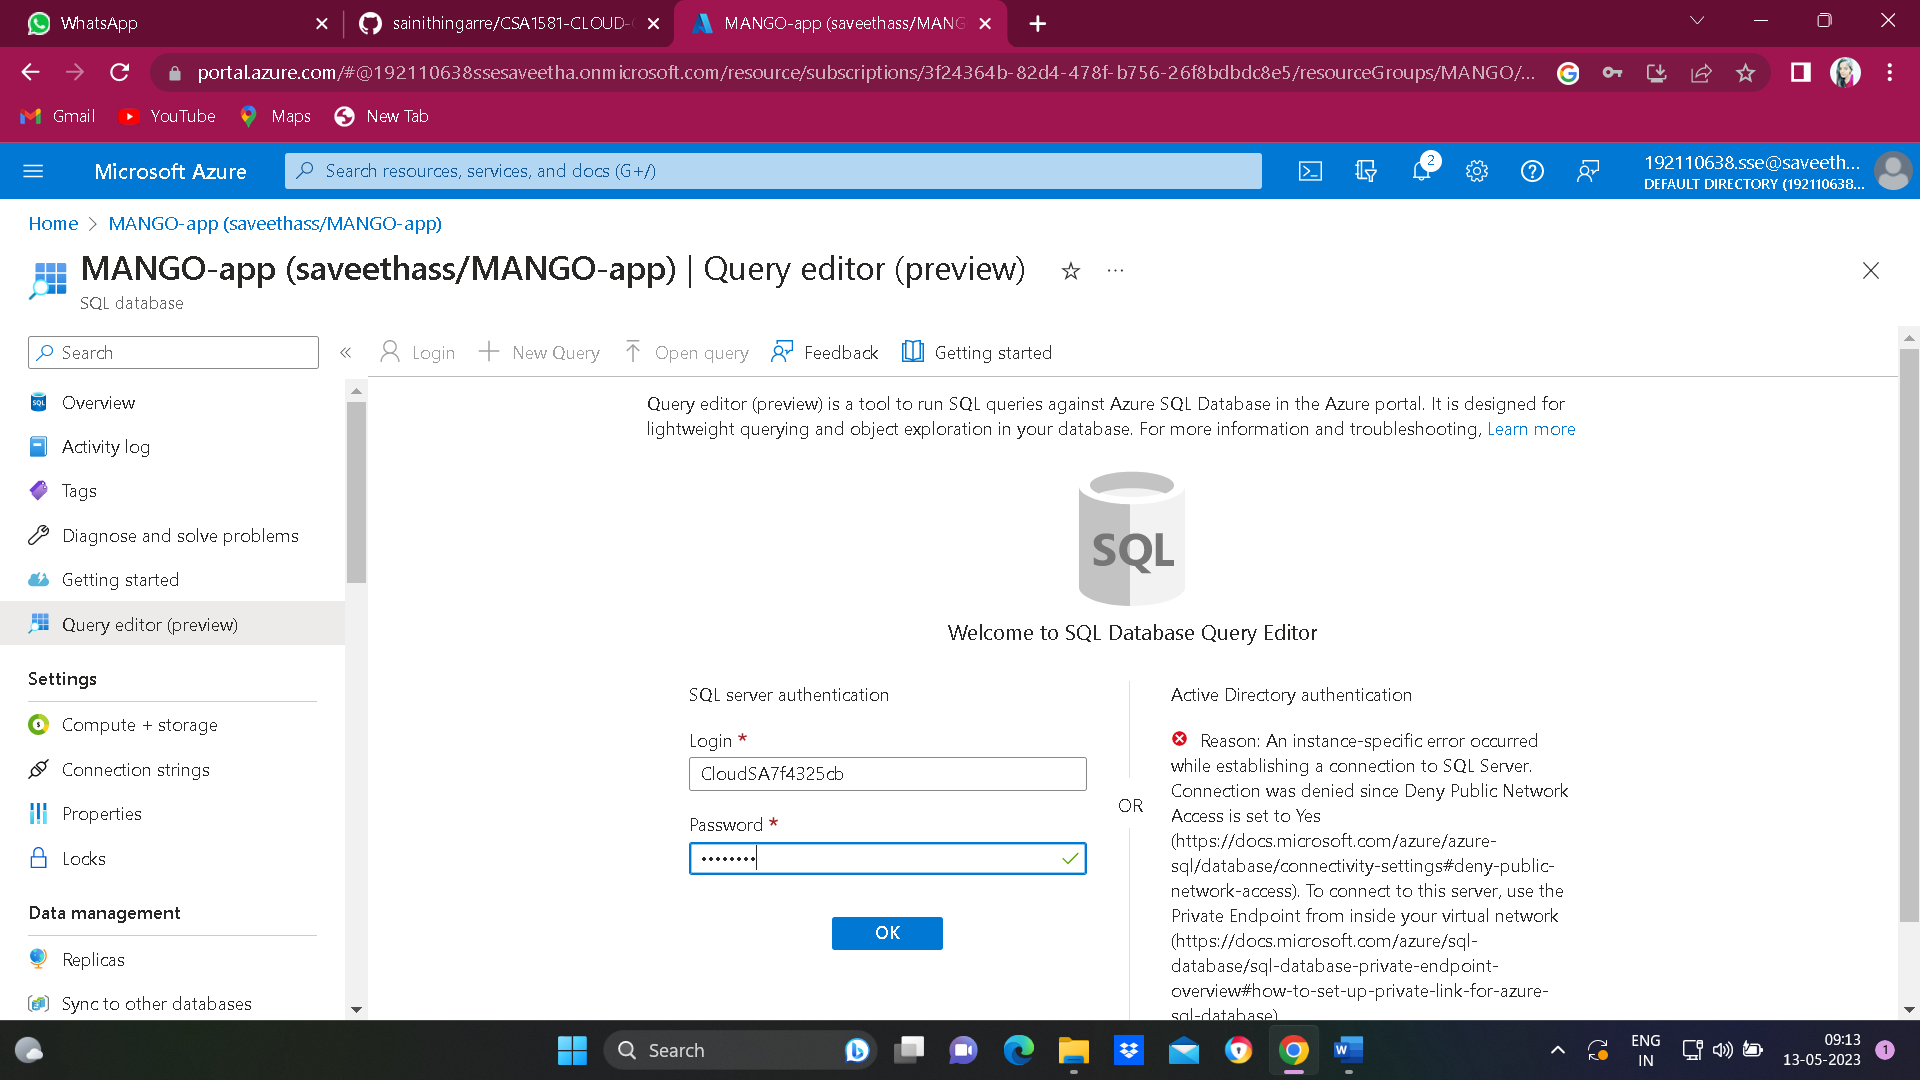 WhatsApp
sainithingarre/CSA1581-CLOUD-
MANGO-app (saveethass/MANG
portal.azure.com/#@192110638ssesaveetha.onmicrosoft.com/resource/subscriptions/3f24364b-82d4-478f-b756-26f8bdbdc8e5/resourceGroups/MANGO/...
Gmail
YouTube
Maps
New Tab
Microsoft Azure
Search resources, services, and docs (G+/)
2
192110638.sse@saveeth...
DEFAULT DIRECTORY (192110638...
Home
MANGO-app (saveethass/MANGO-app)
MANGO-app (saveethass/MANGO-app) | Query editor (preview)
SQL database
Search
Login
New Query
Open query
Feedback
Getting started
Overview
Activity log
Tags
Diagnose and solve problems
Getting started
Query editor (preview)
Settings
Compute + storage
Connection strings
Properties
Locks
Data management
Replicas
Sync to other databases
Query editor (preview) is a tool to run SQL queries against Azure SQL Database in the Azure portal. It is designed for
lightweight querying and object exploration in your database. For more information and troubleshooting, Learn more
SQL
Welcome to SQL Database Query Editor
SQL server authentication
Login *
CloudSA7f4325cb
Password *
••••••••
OK
OR
Active Directory authentication
Reason: An instance-specific error occurred
while establishing a connection to SQL Server.
Connection was denied since Deny Public Network
Access is set to Yes
(https://docs.microsoft.com/azure/azure-
sql/database/connectivity-settings#deny-public-
network-access). To connect to this server, use the
Private Endpoint from inside your virtual network
(https://docs.microsoft.com/azure/sql-
database/sql-database-private-endpoint-
overview#how-to-set-up-private-link-for-azure-
sql-database)
Search
ENG
IN
09:13
13-05-2023
1